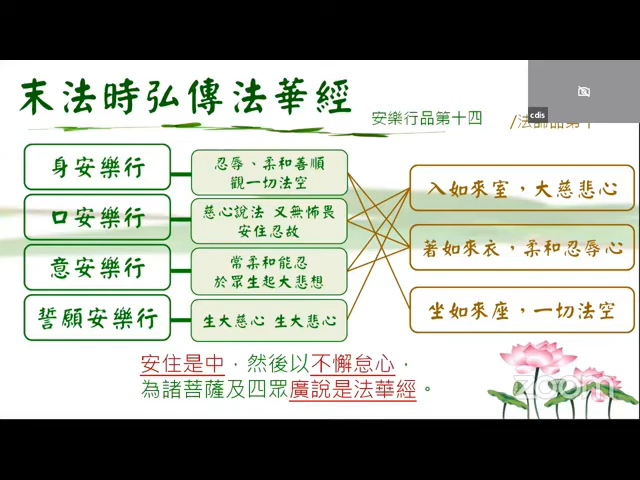 末法時弘傳法華經
安樂行品第十四
cdis
身安樂行
忍辱、柔和善順
觀一切法空
口安樂行
慈心說法 又無怖畏
安住忍故
意安樂行
常柔和能忍
於眾生起大悲想
誓願安樂行
生大慈心 生大悲心
入如來室，大慈悲心
著如來衣，柔和忍辱心
坐如來座，一切法空
安住是中，然後以不懈怠心，
為諸菩薩及四眾廣說是法華經。
zoom